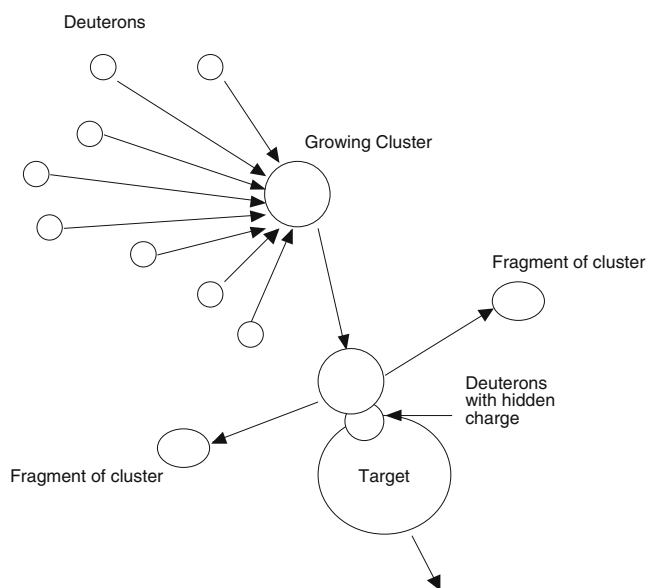 Deuterons
Growing Cluster
Fragment of cluster
Deuterons
with hidden
charge
Fragment of cluster
Target